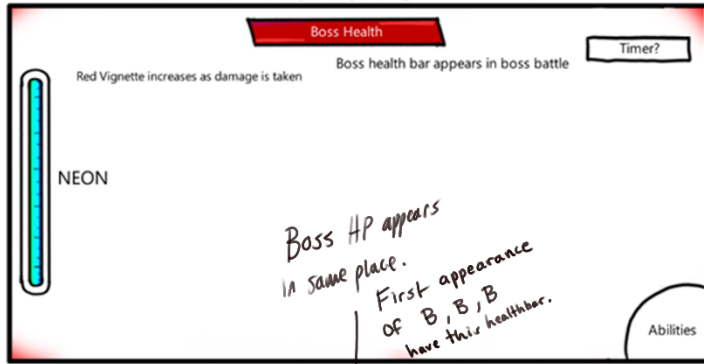 Boss Health
Timer?
Boss health bar appears in boss battle
Red Vignette increases as damage is taken
NEON
Boss HP appears
in same place.
First appearance
of B, B, B
have this healthbar.
Abilities